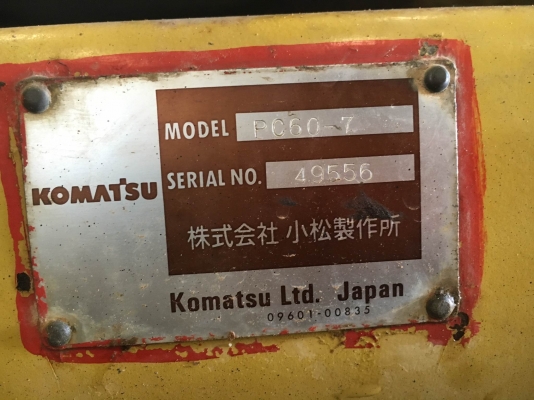 MODEL PC60-7
SERIAL NO. 49556
KOMATSU
株式会社 小松製作所
Komatsu Ltd. Japan
09601-00835